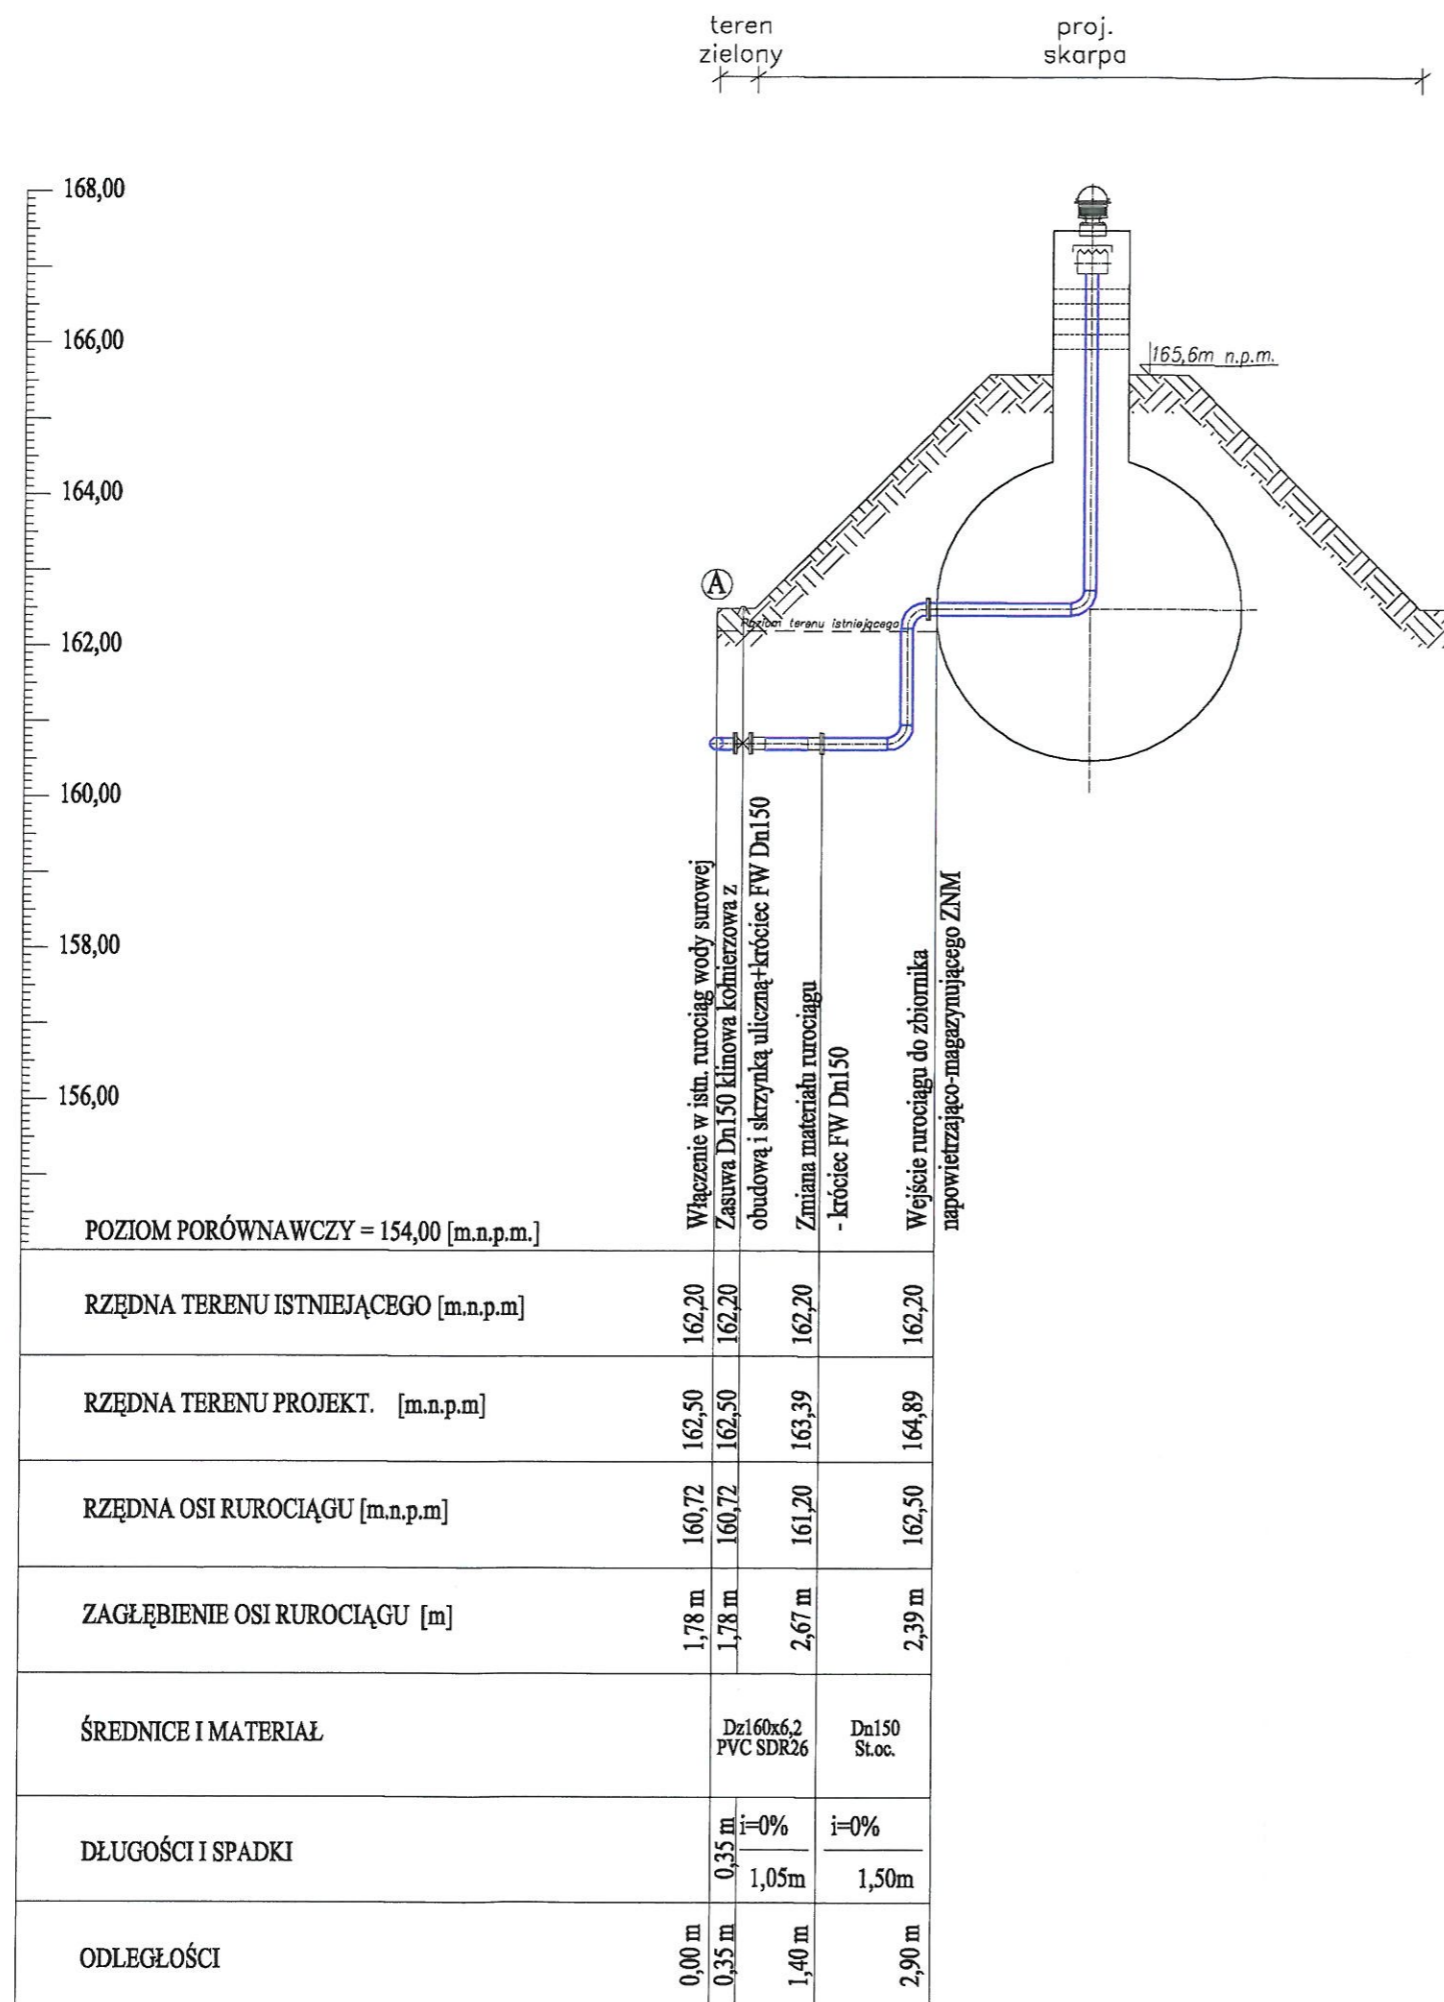 teren
zielony
proj.
skarpa
168,00
166,00
165,6m n.p.m.
164,00
A
Poziom terenu istniejącego
162,00
160,00
158,00
156,00
Włączenie w istn. rurociąg wody surowej
Zasuwa Dn150 klinowa kołnierzowa z
obudową i skrzynką uliczną+króciec FW Dn150
Zmiana materiału rurociągu
- króciec FW Dn150
Wejście rurociągu do zbiornika
napowietrzająco-magazynującego ZNM
POZIOM PORÓWNAWCZY = 154,00 [m.n.p.m.]
RZĘDNA TERENU ISTNIEJĄCEGO [m.n.p.m] 162,20 162,20 162,20 162,20
RZĘDNA TERENU PROJEKT. [m.n.p.m] 162,50 162,50 163,39 164,89
RZĘDNA OSI RUROCIĄGU [m.n.p.m] 160,72 160,72 161,20 162,50
ZAGŁĘBIENIE OSI RUROCIĄGU [m] 1,78 m 1,78 m 2,67 m 2,39 m
ŚREDNICE I MATERIAŁ
Dz160x6,2
PVC SDR26
Dn150
St.oc.
DŁUGOŚCI I SPADKI
0,35 m
i=0%
1,05m
i=0%
1,50m
ODLEGŁOŚCI 0,00 m 0,35 m 1,40 m 2,90 m